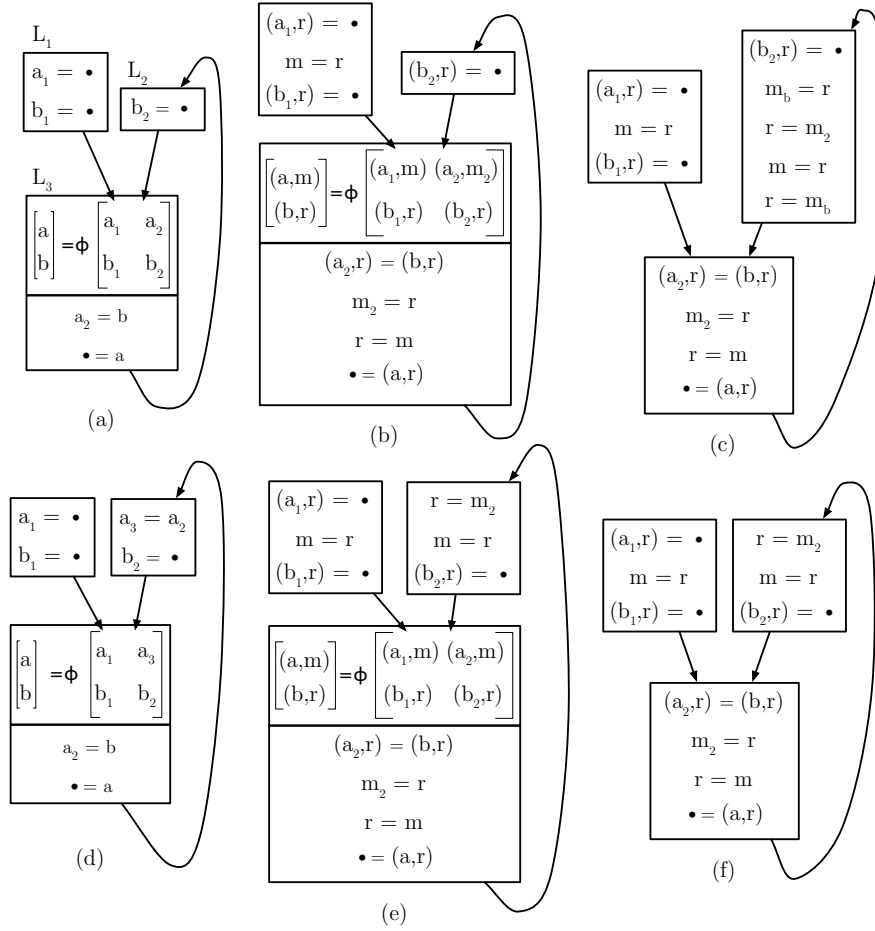 L₁
a₁ = •
b₁ = •
L₂
b₂ = •
L₃
[a b] =ϕ [a₁ a₂
b₁ b₂]
a₂ = b
• = a
(a)
(a₁,r) = •
m = r
(b₁,r) = •
(b₂,r) = •
[(a,m) (b,r)] =ϕ [(a₁,m) (a₂,m₂)
(b₁,r) (b₂,r)]
(a₂,r) = (b,r)
m₂ = r
r = m
• = (a,r)
(b)
(a₁,r) = •
m = r
(b₁,r) = •
(b₂,r) = •
m_b = r
r = m₂
m = r
r = m_b
(a₂,r) = (b,r)
m₂ = r
r = m
• = (a,r)
(c)
a₁ = •
b₁ = •
a₃ = a₂
b₂ = •
[a b] =ϕ [a₁ a₃
b₁ b₂]
a₂ = b
• = a
(d)
(a₁,r) = •
m = r
(b₁,r) = •
r = m₂
m = r
(b₂,r) = •
[(a,m) (b,r)] =ϕ [(a₁,m) (a₂,m)
(b₁,r) (b₂,r)]
(a₂,r) = (b,r)
m₂ = r
r = m
• = (a,r)
(e)
(a₁,r) = •
m = r
(b₁,r) = •
r = m₂
m = r
(b₂,r) = •
(a₂,r) = (b,r)
m₂ = r
r = m
• = (a,r)
(f)